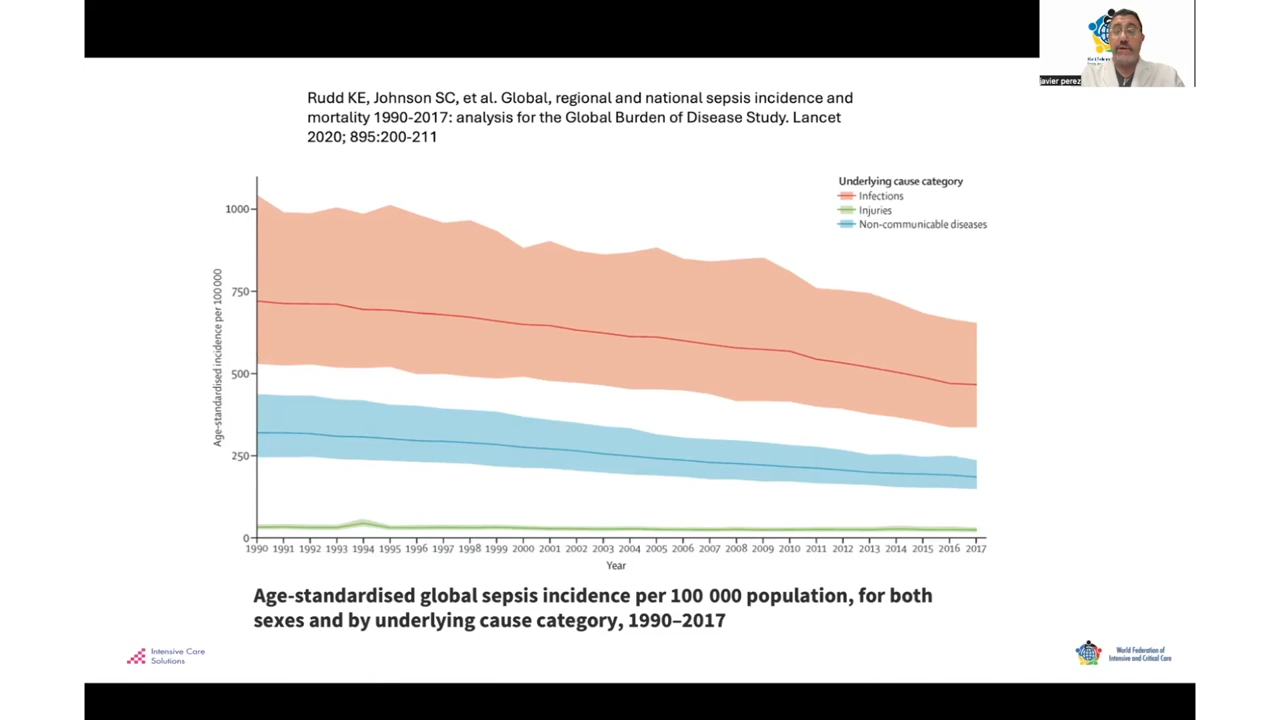 javier perez
Rudd KE, Johnson SC, et al. Global, regional and national sepsis incidence and
mortality 1990-2017: analysis for the Global Burden of Disease Study. Lancet
2020; 895:200-211
Underlying cause category
Infections
Injuries
Non-communicable diseases
Age-standardised incidence per 100 000
1000
750
500
250
0
1990 1991 1992 1993 1994 1995 1996 1997 1998 1999 2000 2001 2002 2003 2004 2005 2006 2007 2008 2009 2010 2011 2012 2013 2014 2015 2016 2017
Year
Age-standardised global sepsis incidence per 100 000 population, for both
sexes and by underlying cause category, 1990–2017
Intensive Care
Solutions
World Federation of
Intensive and Critical Care